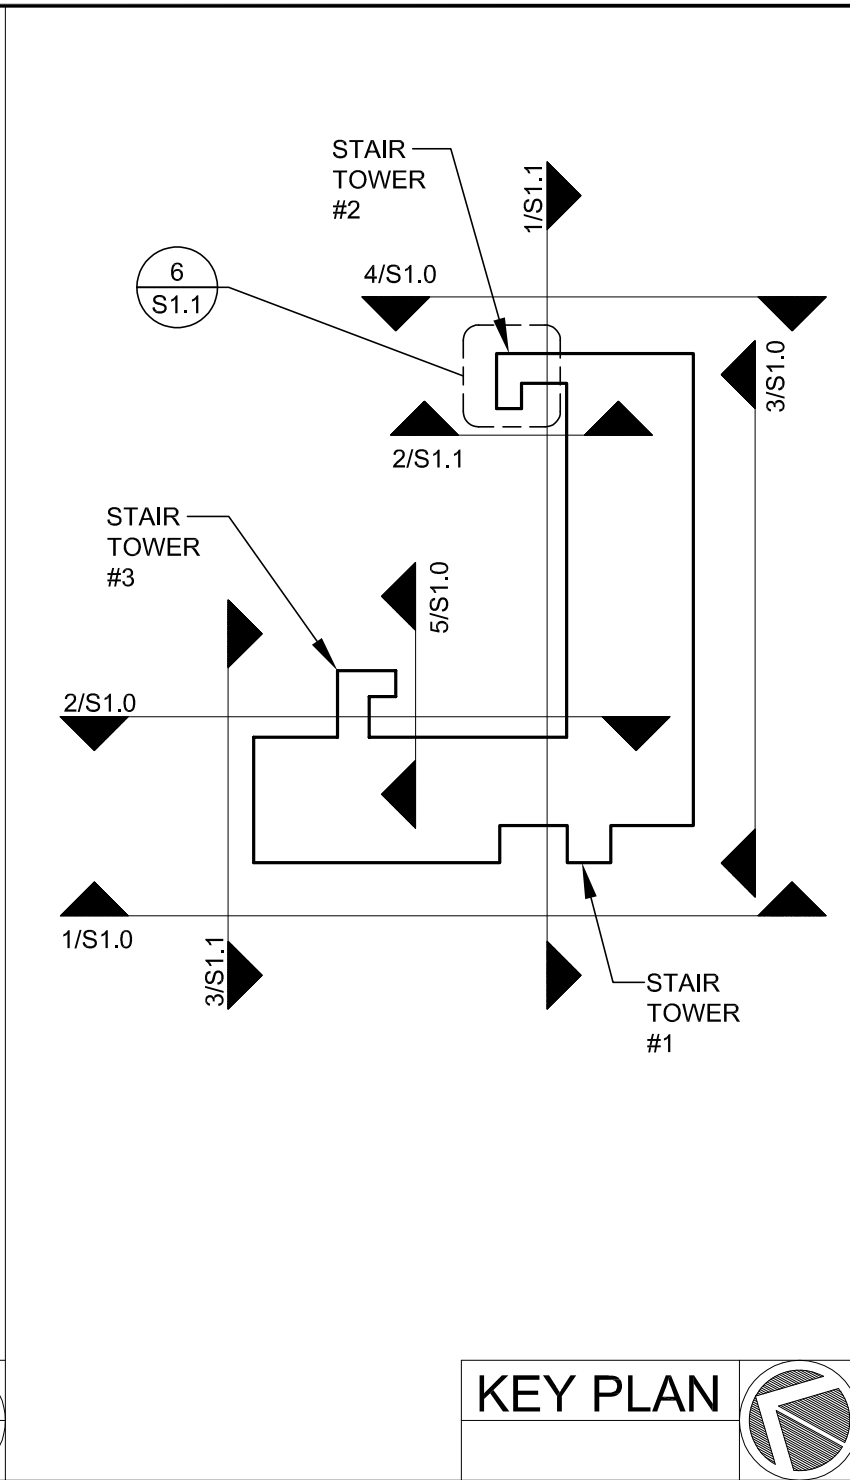 STAIR
TOWER
#2
1/S1.1
6
S1.1
4/S1.0
3/S1.0
2/S1.1
STAIR
TOWER
#3
5/S1.0
2/S1.0
1/S1.0
3/S1.1
STAIR
TOWER
#1
KEY PLAN